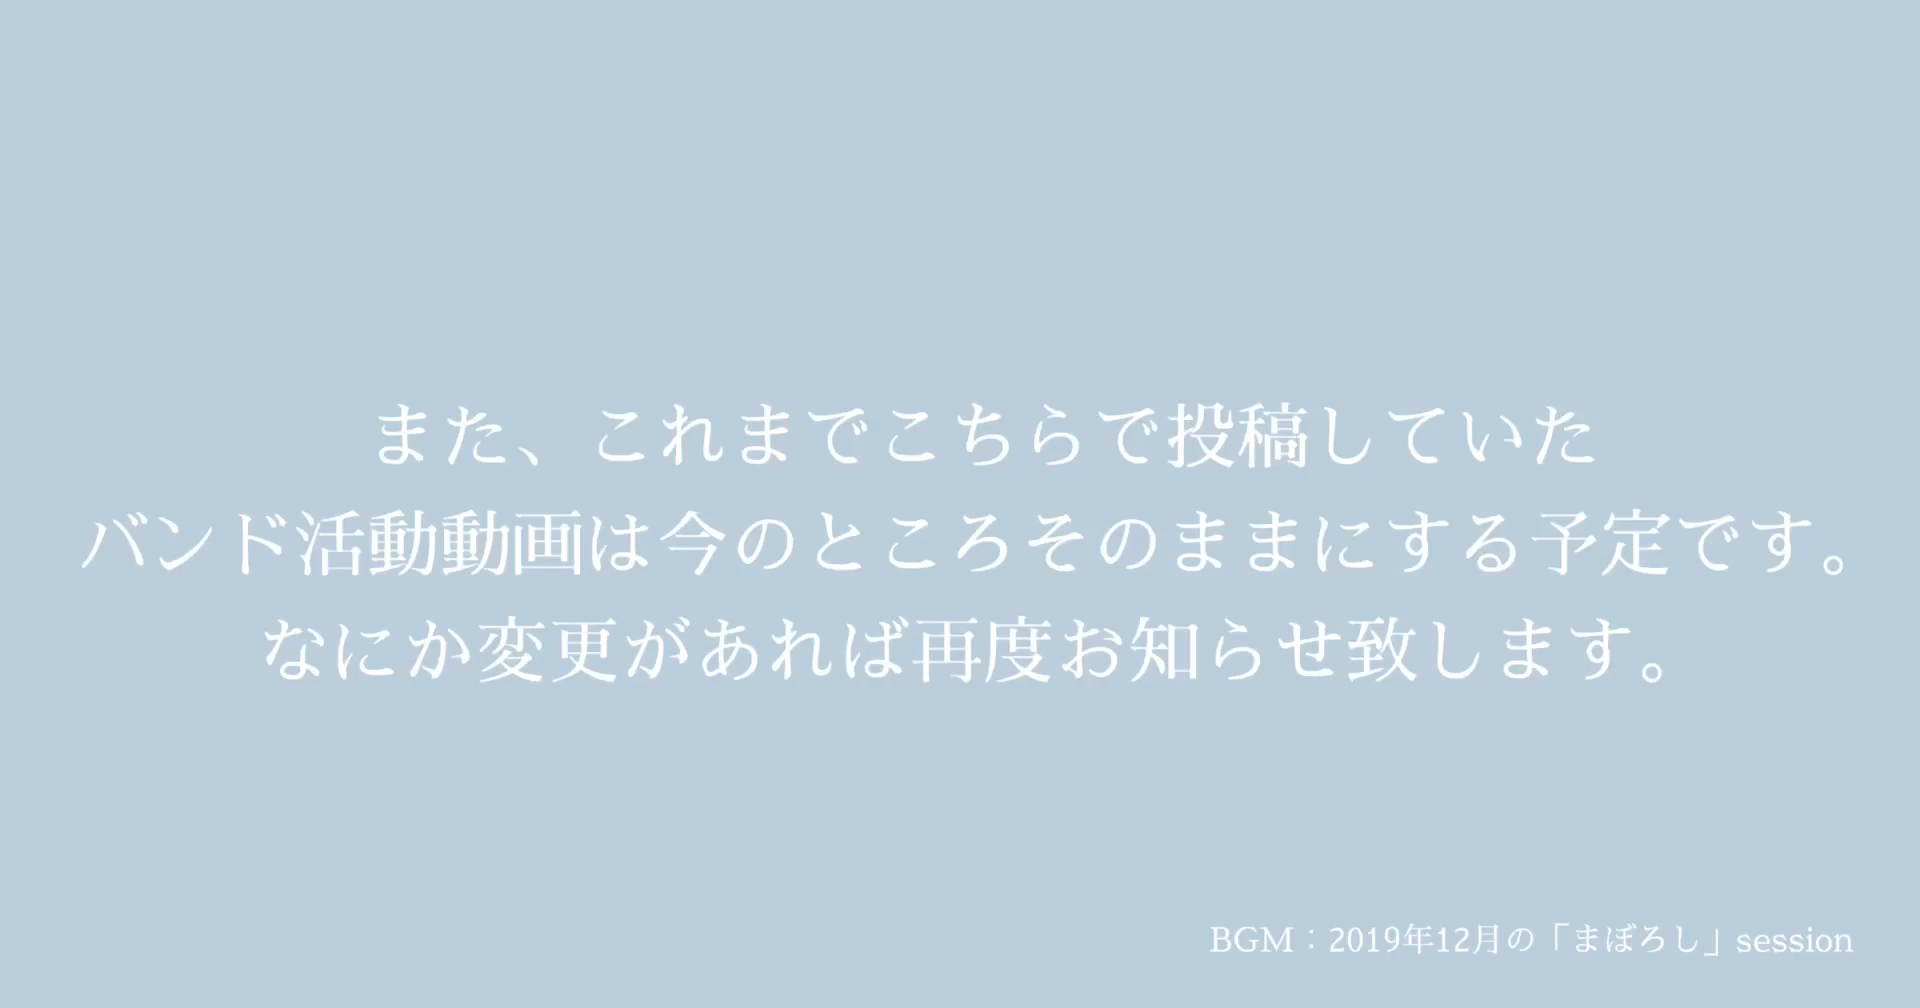 また、これまでこちらで投稿していた
バンド活動動画は今のところそのままにする予定です。
なにか変更があれば再度お知らせ致します。
BGM：2019年12月の「まぼろし」session